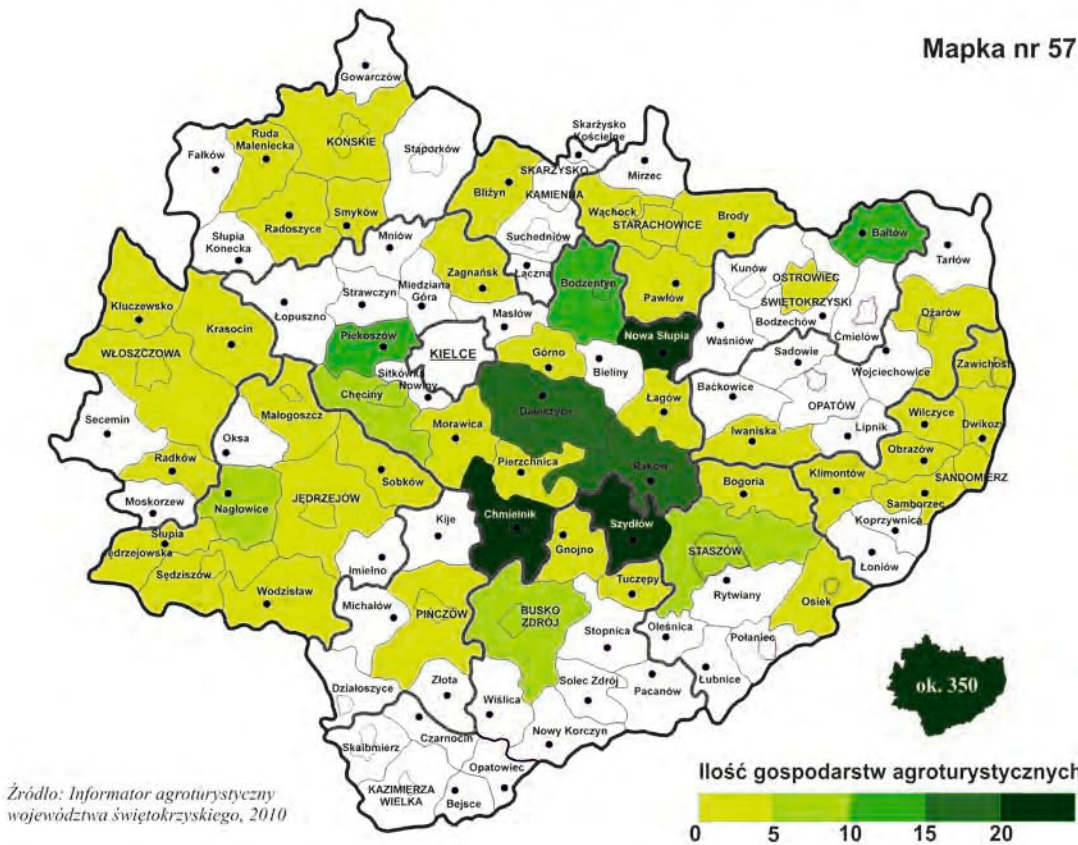 Mapka nr 57
Gowarczów
Skarżysko
Kościelne
Ruda
Maleniecka
KOŃSKIE
Stąporków
Fałków
SKARŻYSKO
KAMIENNA
Mirzec
Bliżyn
Radoszyce
Smyków
Wąchock
STARACHOWICE
Brody
Bałtów
Słupia
Konecka
Mniów
Suchedniów
Tarłów
Zagnańsk
Łączna
Bodzentyn
Kunów
OSTROWIEC
ŚWIĘTOKRZYSKI
Kluczewsko
Krasocin
Łopuszno
Strawczyn
Miedziana
Góra
Masłów
Pawłów
Bodzechów
Ćmielów
Ożarów
WŁOSZCZOWA
Piekoszów
KIELCE
Górno
Nowa Słupia
Waśniów
Sadowie
Wojciechowice
Zawichost
Sitkówka
Nowiny
Bieliny
Chęciny
Małogoszcz
Morawica
Daleszyce
Łagów
Baćkowice
OPATÓW
Wilczyce
Dwikozy
Secemin
Oksa
Lipnik
Iwaniska
Obrazów
Radków
Sobków
Pierzchnica
Raków
Bogoria
Klimontów
SANDOMIERZ
Samborzec
Moskorzew
Nagłowice
JĘDRZEJÓW
Kije
Chmielnik
Szydłów
Koprzywnica
Słupia
ędrzejowska
Imielno
Gnojno
STASZÓW
Łoniów
Sędziszów
Wodzisław
Michałów
PIŃCZÓW
Tuczępy
Rytwiany
Osiek
BUSKO
ZDRÓJ
Stopnica
Oleśnica
Połaniec
Działoszyce
Złota
Wiślica
Solec Zdrój
Pacanów
Łubnice
ok. 350
Skalbmierz
Czarnocin
Nowy Korczyn
Opatowiec
KAZIMIERZA
WIELKA
Bejsce
Ilość gospodarstw agroturystycznych
0 5 10 15 20
Źródło: Informator agroturystyczny
województwa świętokrzyskiego, 2010